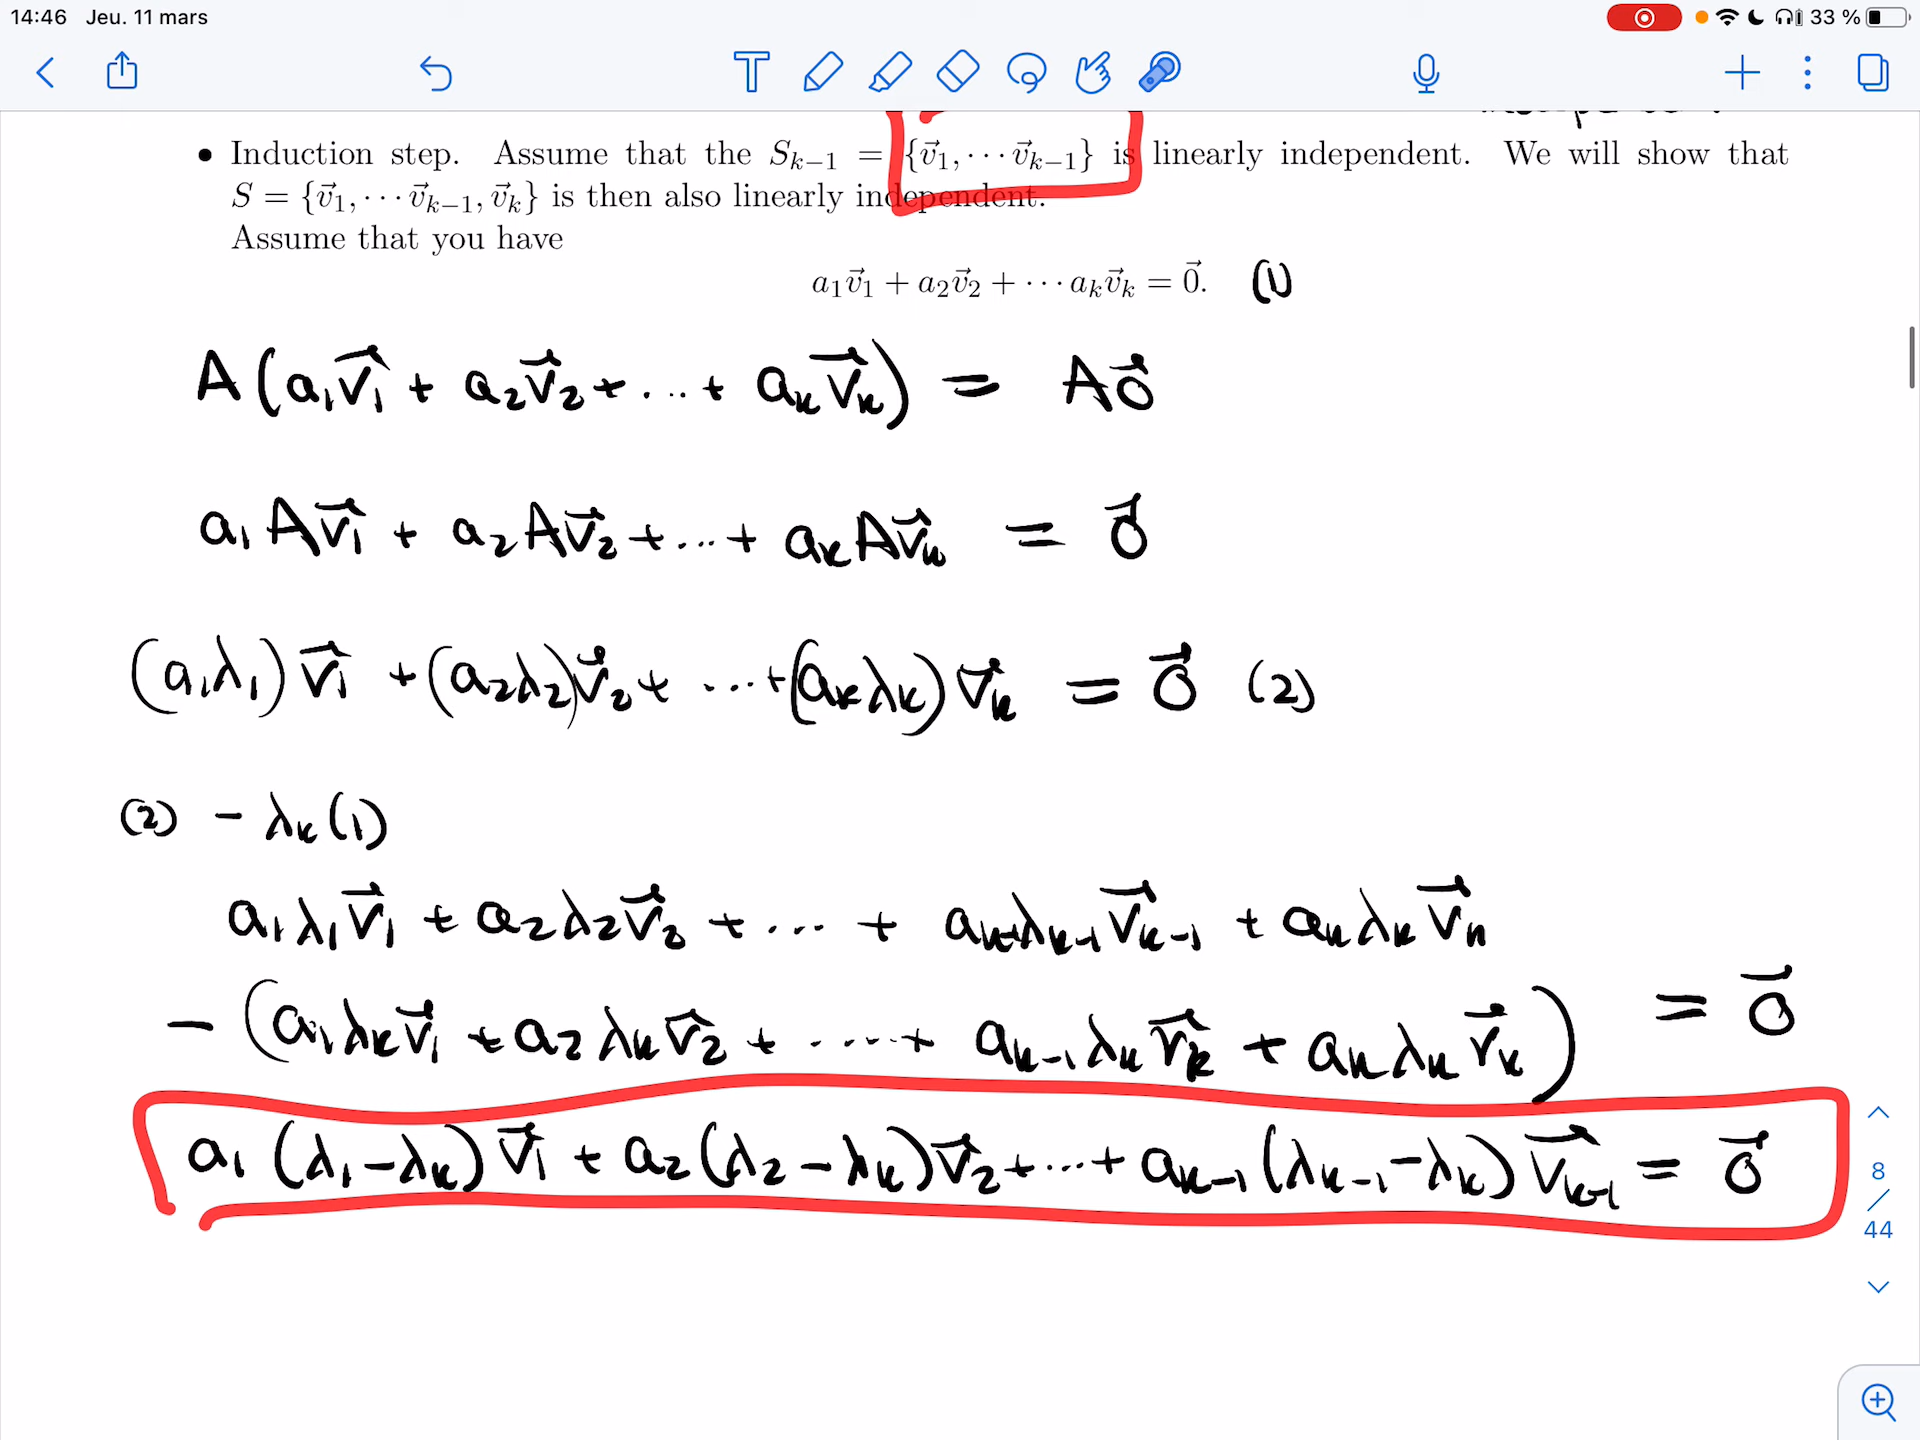 14:46 Jeu. 11 mars 33 %
T
• Induction step. Assume that the S_{k−1} = {v⃗_1, ··· v⃗_{k−1}} is linearly independent. We will show that
S = {v⃗_1, ··· v⃗_{k−1}, v⃗_k} is then also linearly independent.
Assume that you have
a_1v⃗_1 + a_2v⃗_2 + ··· a_kv⃗_k = 0⃗. (1)
A(a_1v⃗_1 + a_2v⃗_2 + ... + a_kv⃗_k) = A0⃗
a_1Av⃗_1 + a_2Av⃗_2 + ... + a_kAv⃗_k = 0⃗
(a_1λ_1)v⃗_1 + (a_2λ_2)v⃗_2 + ... + (a_kλ_k)v⃗_k = 0⃗ (2)
(2) − λ_k(1)
a_1λ_1v⃗_1 + a_2λ_2v⃗_2 + ... + a_{k−1}λ_{k−1}v⃗_{k−1} + a_kλ_kv⃗_k
− (a_1λ_kv⃗_1 + a_2λ_kv⃗_2 + ..... + a_{k−1}λ_kv⃗_k + a_kλ_kv⃗_k) = 0⃗
a_1(λ_1−λ_k)v⃗_1 + a_2(λ_2−λ_k)v⃗_2 + ... + a_{k−1}(λ_{k−1}−λ_k)v⃗_{k−1} = 0⃗
8
/
44